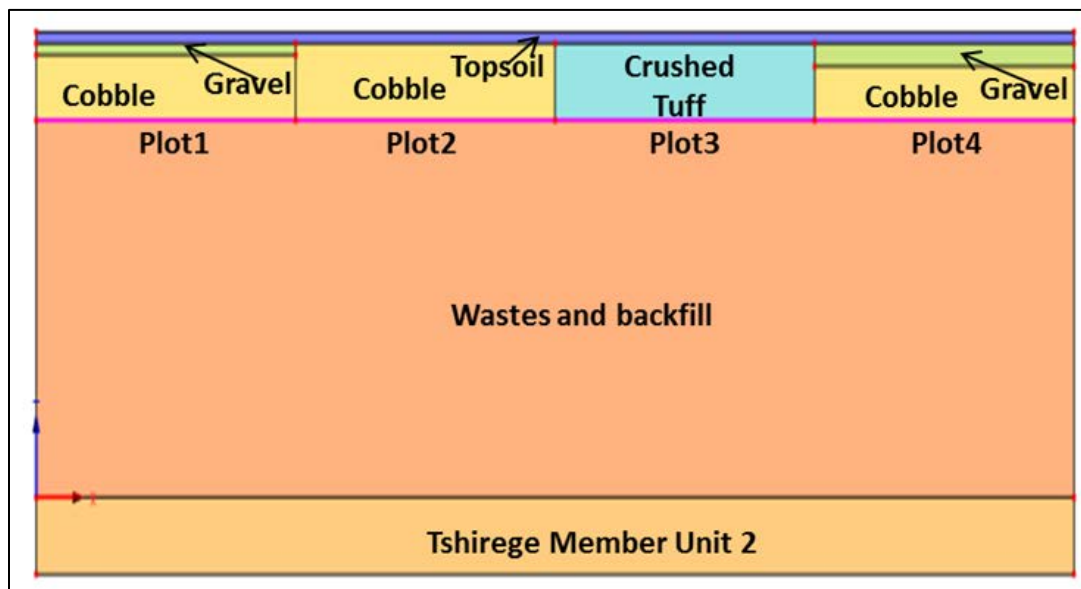 Topsoil
Crushed
Tuff
Cobble
Gravel
Cobble
Cobble
Gravel
Plot1
Plot2
Plot3
Plot4
Wastes and backfill
Tshirege Member Unit 2